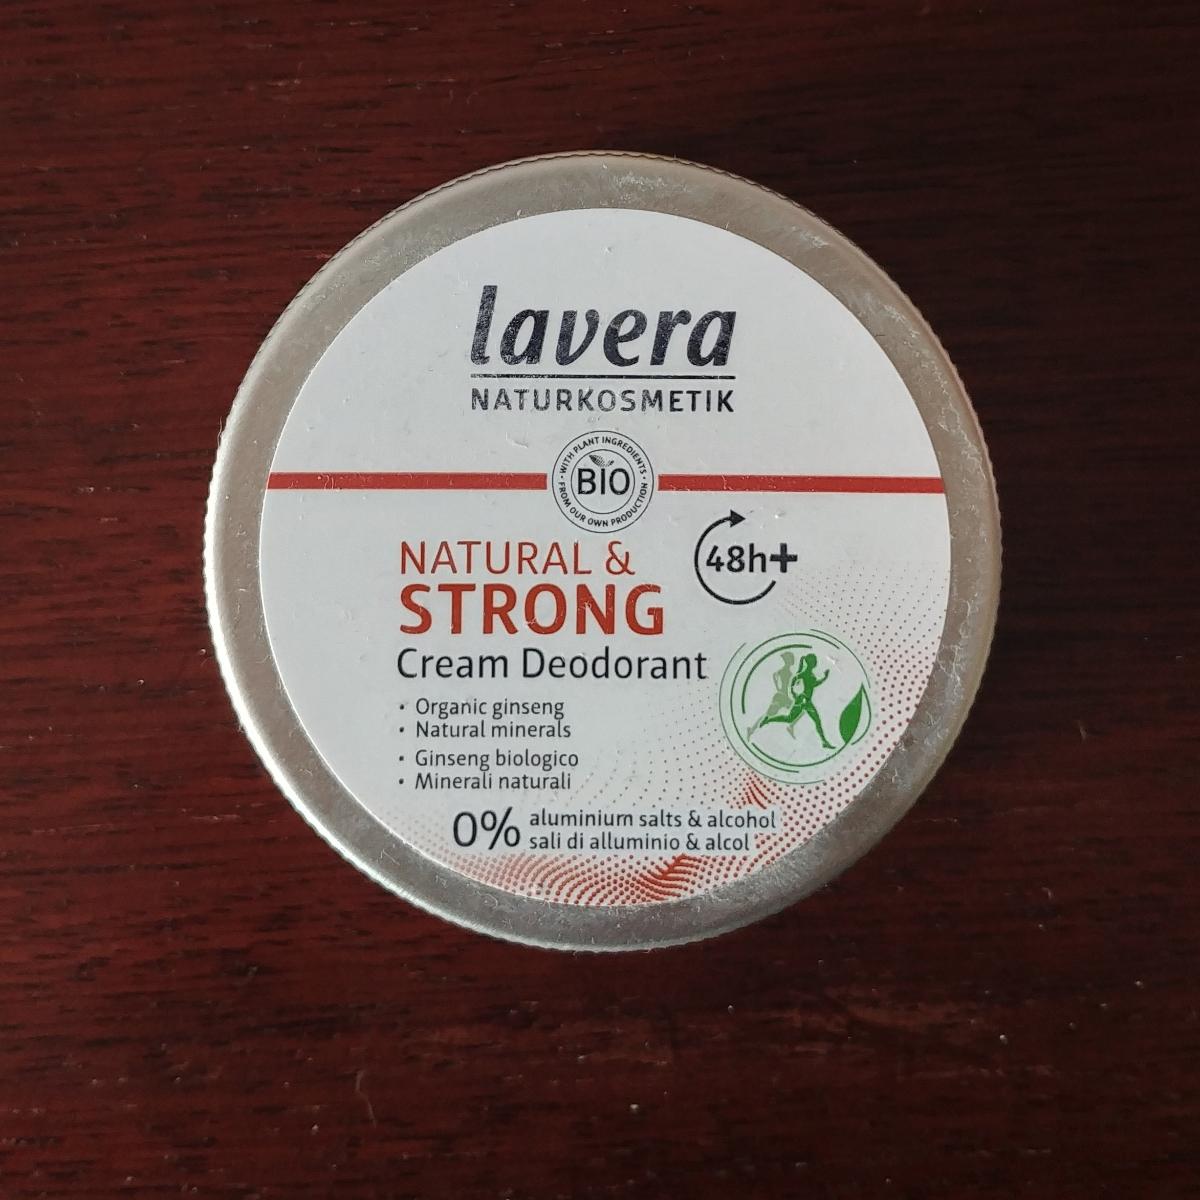 lavera
NATURKOSMETIK
WITH PLANT INGREDIENTS
BIO
FROM OUR OWN PRODUCTION
NATURAL &
48h+
STRONG
Cream Deodorant
• Organic ginseng
• Natural minerals
• Ginseng biologico
• Minerali naturali
0% aluminium salts & alcohol
sali di alluminio & alcol